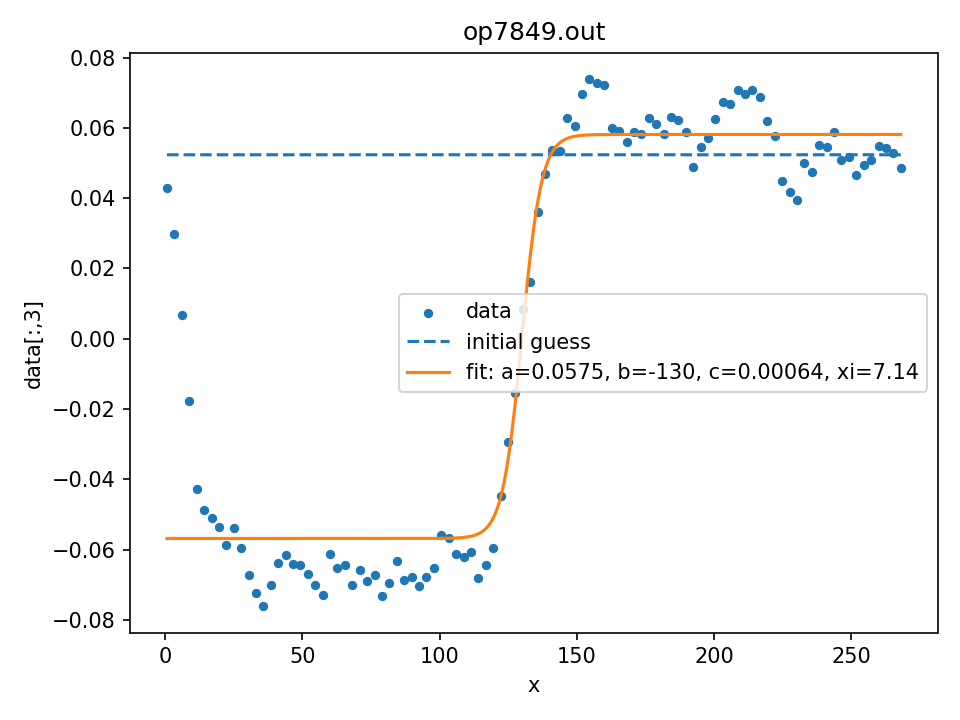 op7849.out
0.08
0.06
0.04
0.02
0.00
−0.02
−0.04
−0.06
−0.08
data[:,3]
data
initial guess
fit: a=0.0575, b=-130, c=0.00064, xi=7.14
0 50 100 150 200 250
x